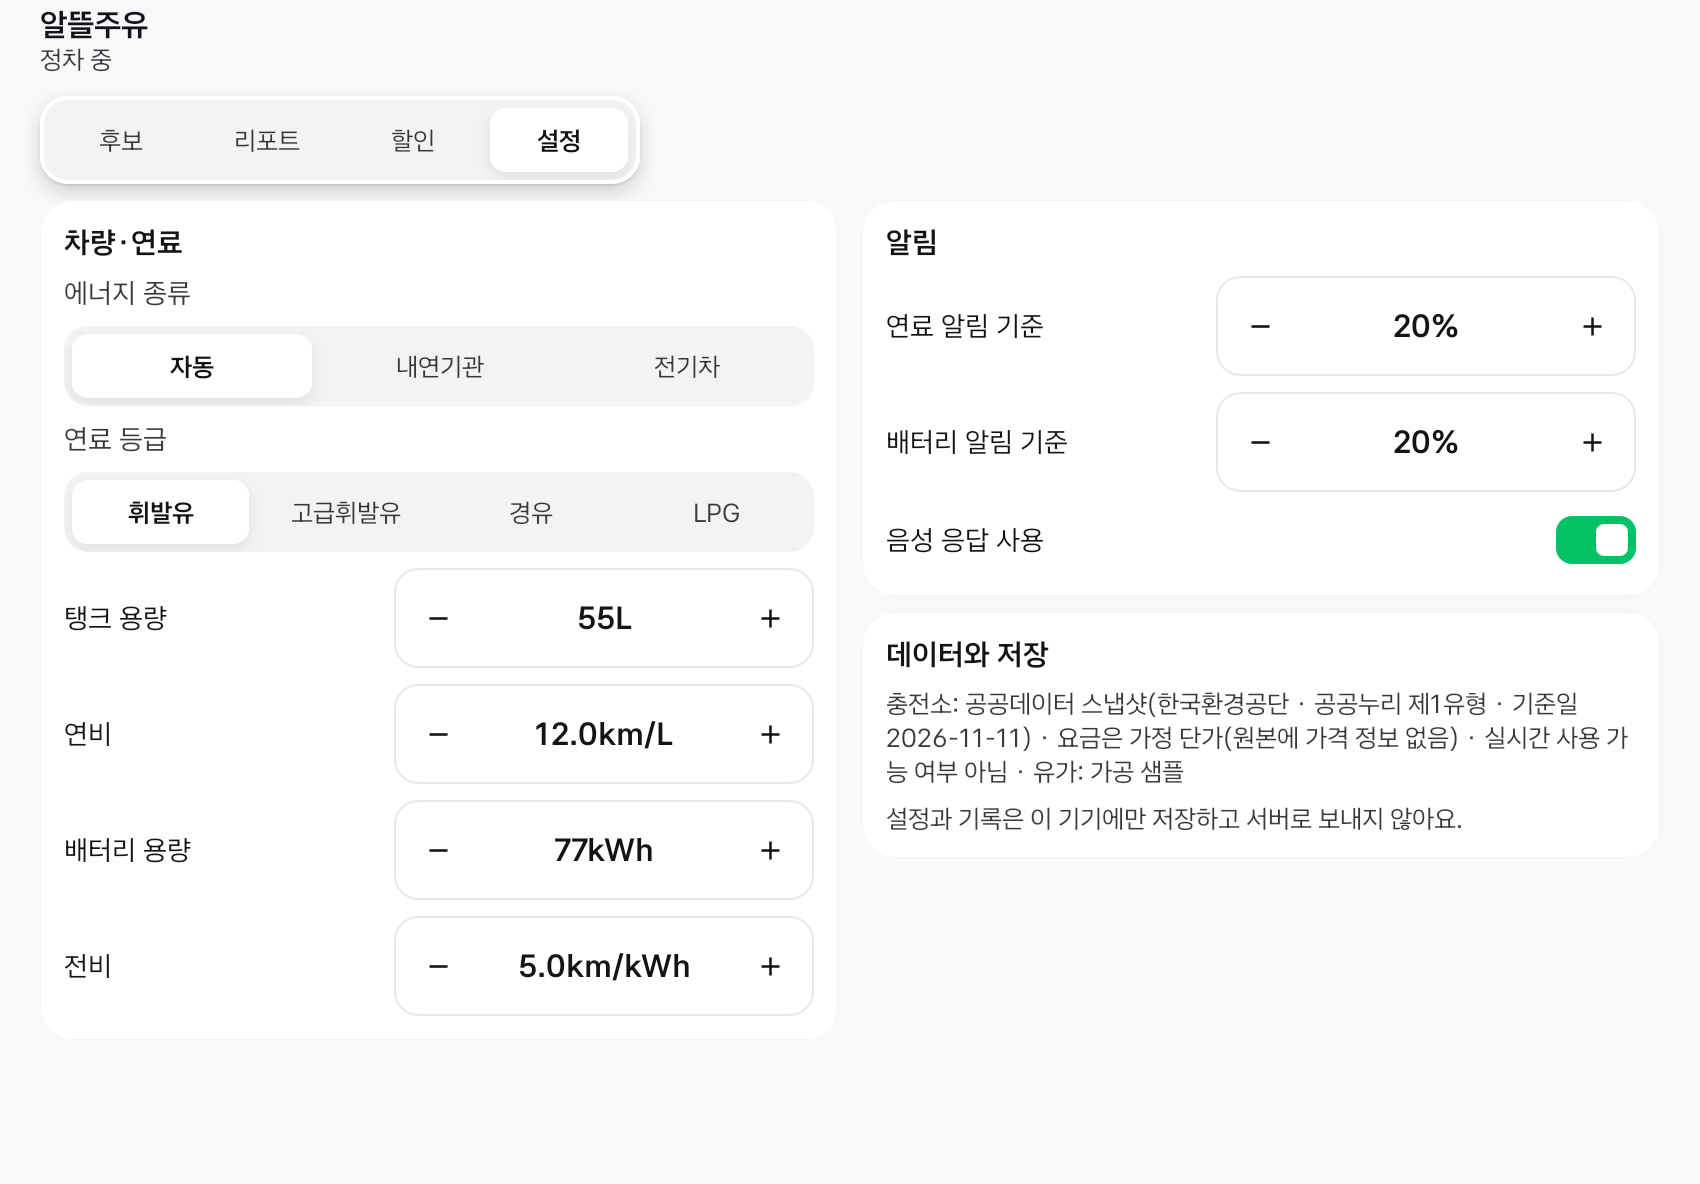 알뜰주유
정차 중
후보 리포트 할인 설정
차량·연료
에너지 종류
자동 내연기관 전기차
연료 등급
휘발유 고급휘발유 경유 LPG
탱크 용량 − 55L +
연비 − 12.0km/L +
배터리 용량 − 77kWh +
전비 − 5.0km/kWh +
알림
연료 알림 기준 − 20% +
배터리 알림 기준 − 20% +
음성 응답 사용
데이터와 저장
충전소: 공공데이터 스냅샷(한국환경공단 · 공공누리 제1유형 · 기준일
2026-11-11) · 요금은 가정 단가(원본에 가격 정보 없음) · 실시간 사용 가
능 여부 아님 · 유가: 가공 샘플
설정과 기록은 이 기기에만 저장하고 서버로 보내지 않아요.